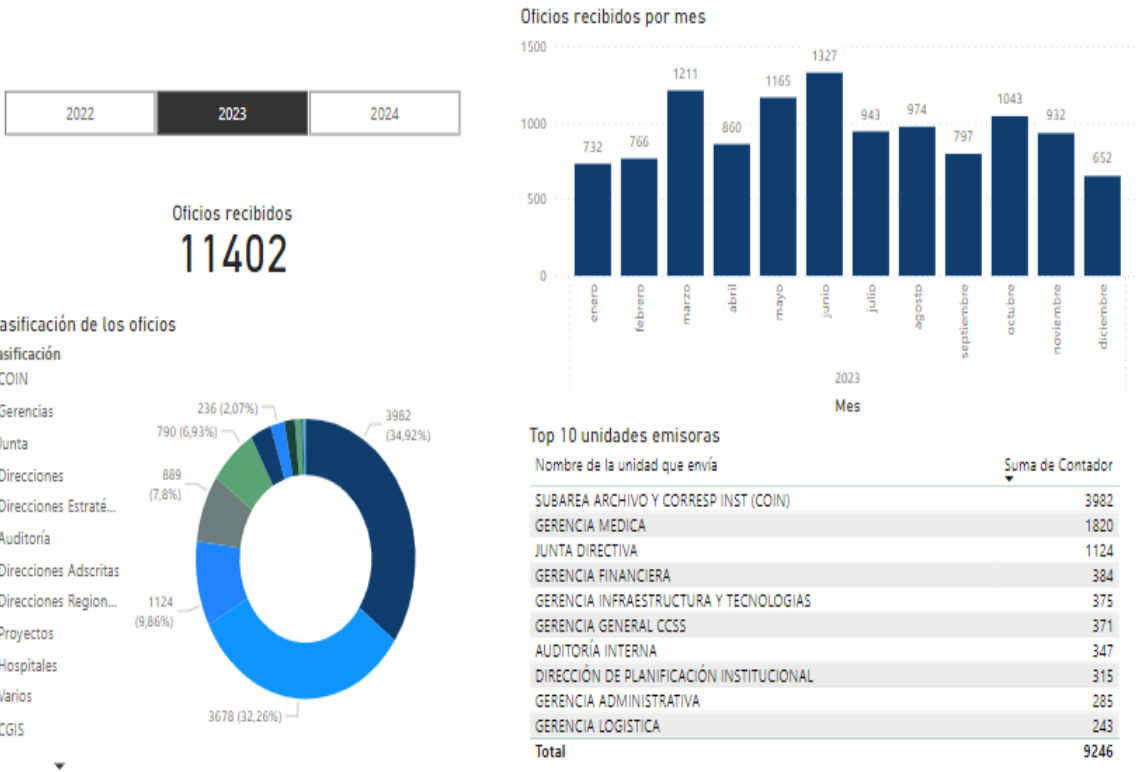 2022
2023
2024
Oficios recibidos
11402
asificación de los oficios
asificación
COIN
Gerencias
Junta
Direcciones
Direcciones Estraté...
Auditoría
Direcciones Adscritas
Direcciones Region...
Proyectos
Hospitales
Varios
CGIS
236 (2,07%)
790 (6,93%)
889
(7,8%)
1124
(9,86%)
3678 (32,26%)
3982
(34,92%)
Oficios recibidos por mes
1500
1000
500
0
732
766
1211
860
1165
1327
943
974
797
1043
932
652
enero
febrero
marzo
abril
mayo
junio
julio
agosto
septiembre
octubre
noviembre
diciembre
2023
Mes
Top 10 unidades emisoras
Nombre de la unidad que envía Suma de Contador
SUBAREA ARCHIVO Y CORRESP INST (COIN) 3982
GERENCIA MEDICA 1820
JUNTA DIRECTIVA 1124
GERENCIA FINANCIERA 384
GERENCIA INFRAESTRUCTURA Y TECNOLOGIAS 375
GERENCIA GENERAL CCSS 371
AUDITORÍA INTERNA 347
DIRECCIÓN DE PLANIFICACIÓN INSTITUCIONAL 315
GERENCIA ADMINISTRATIVA 285
GERENCIA LOGISTICA 243
Total 9246